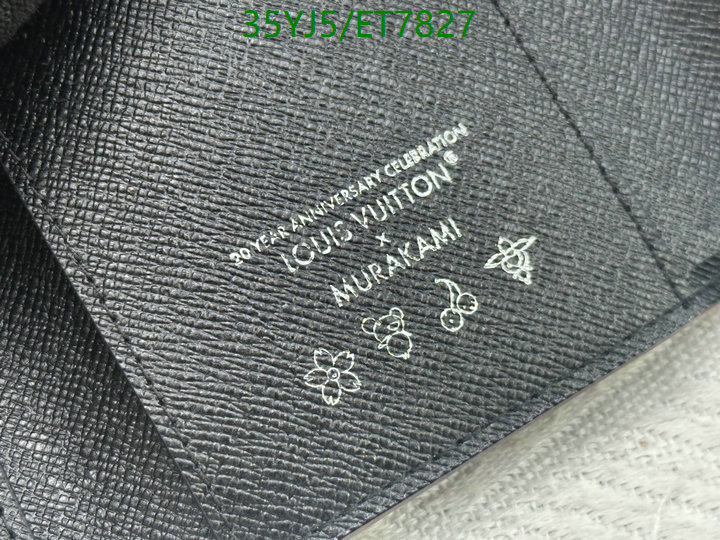 35YJ5/ET7827
20 YEAR ANNIVERSARY CELEBRATION
LOUIS VUITTON®
x
MURAKAMI